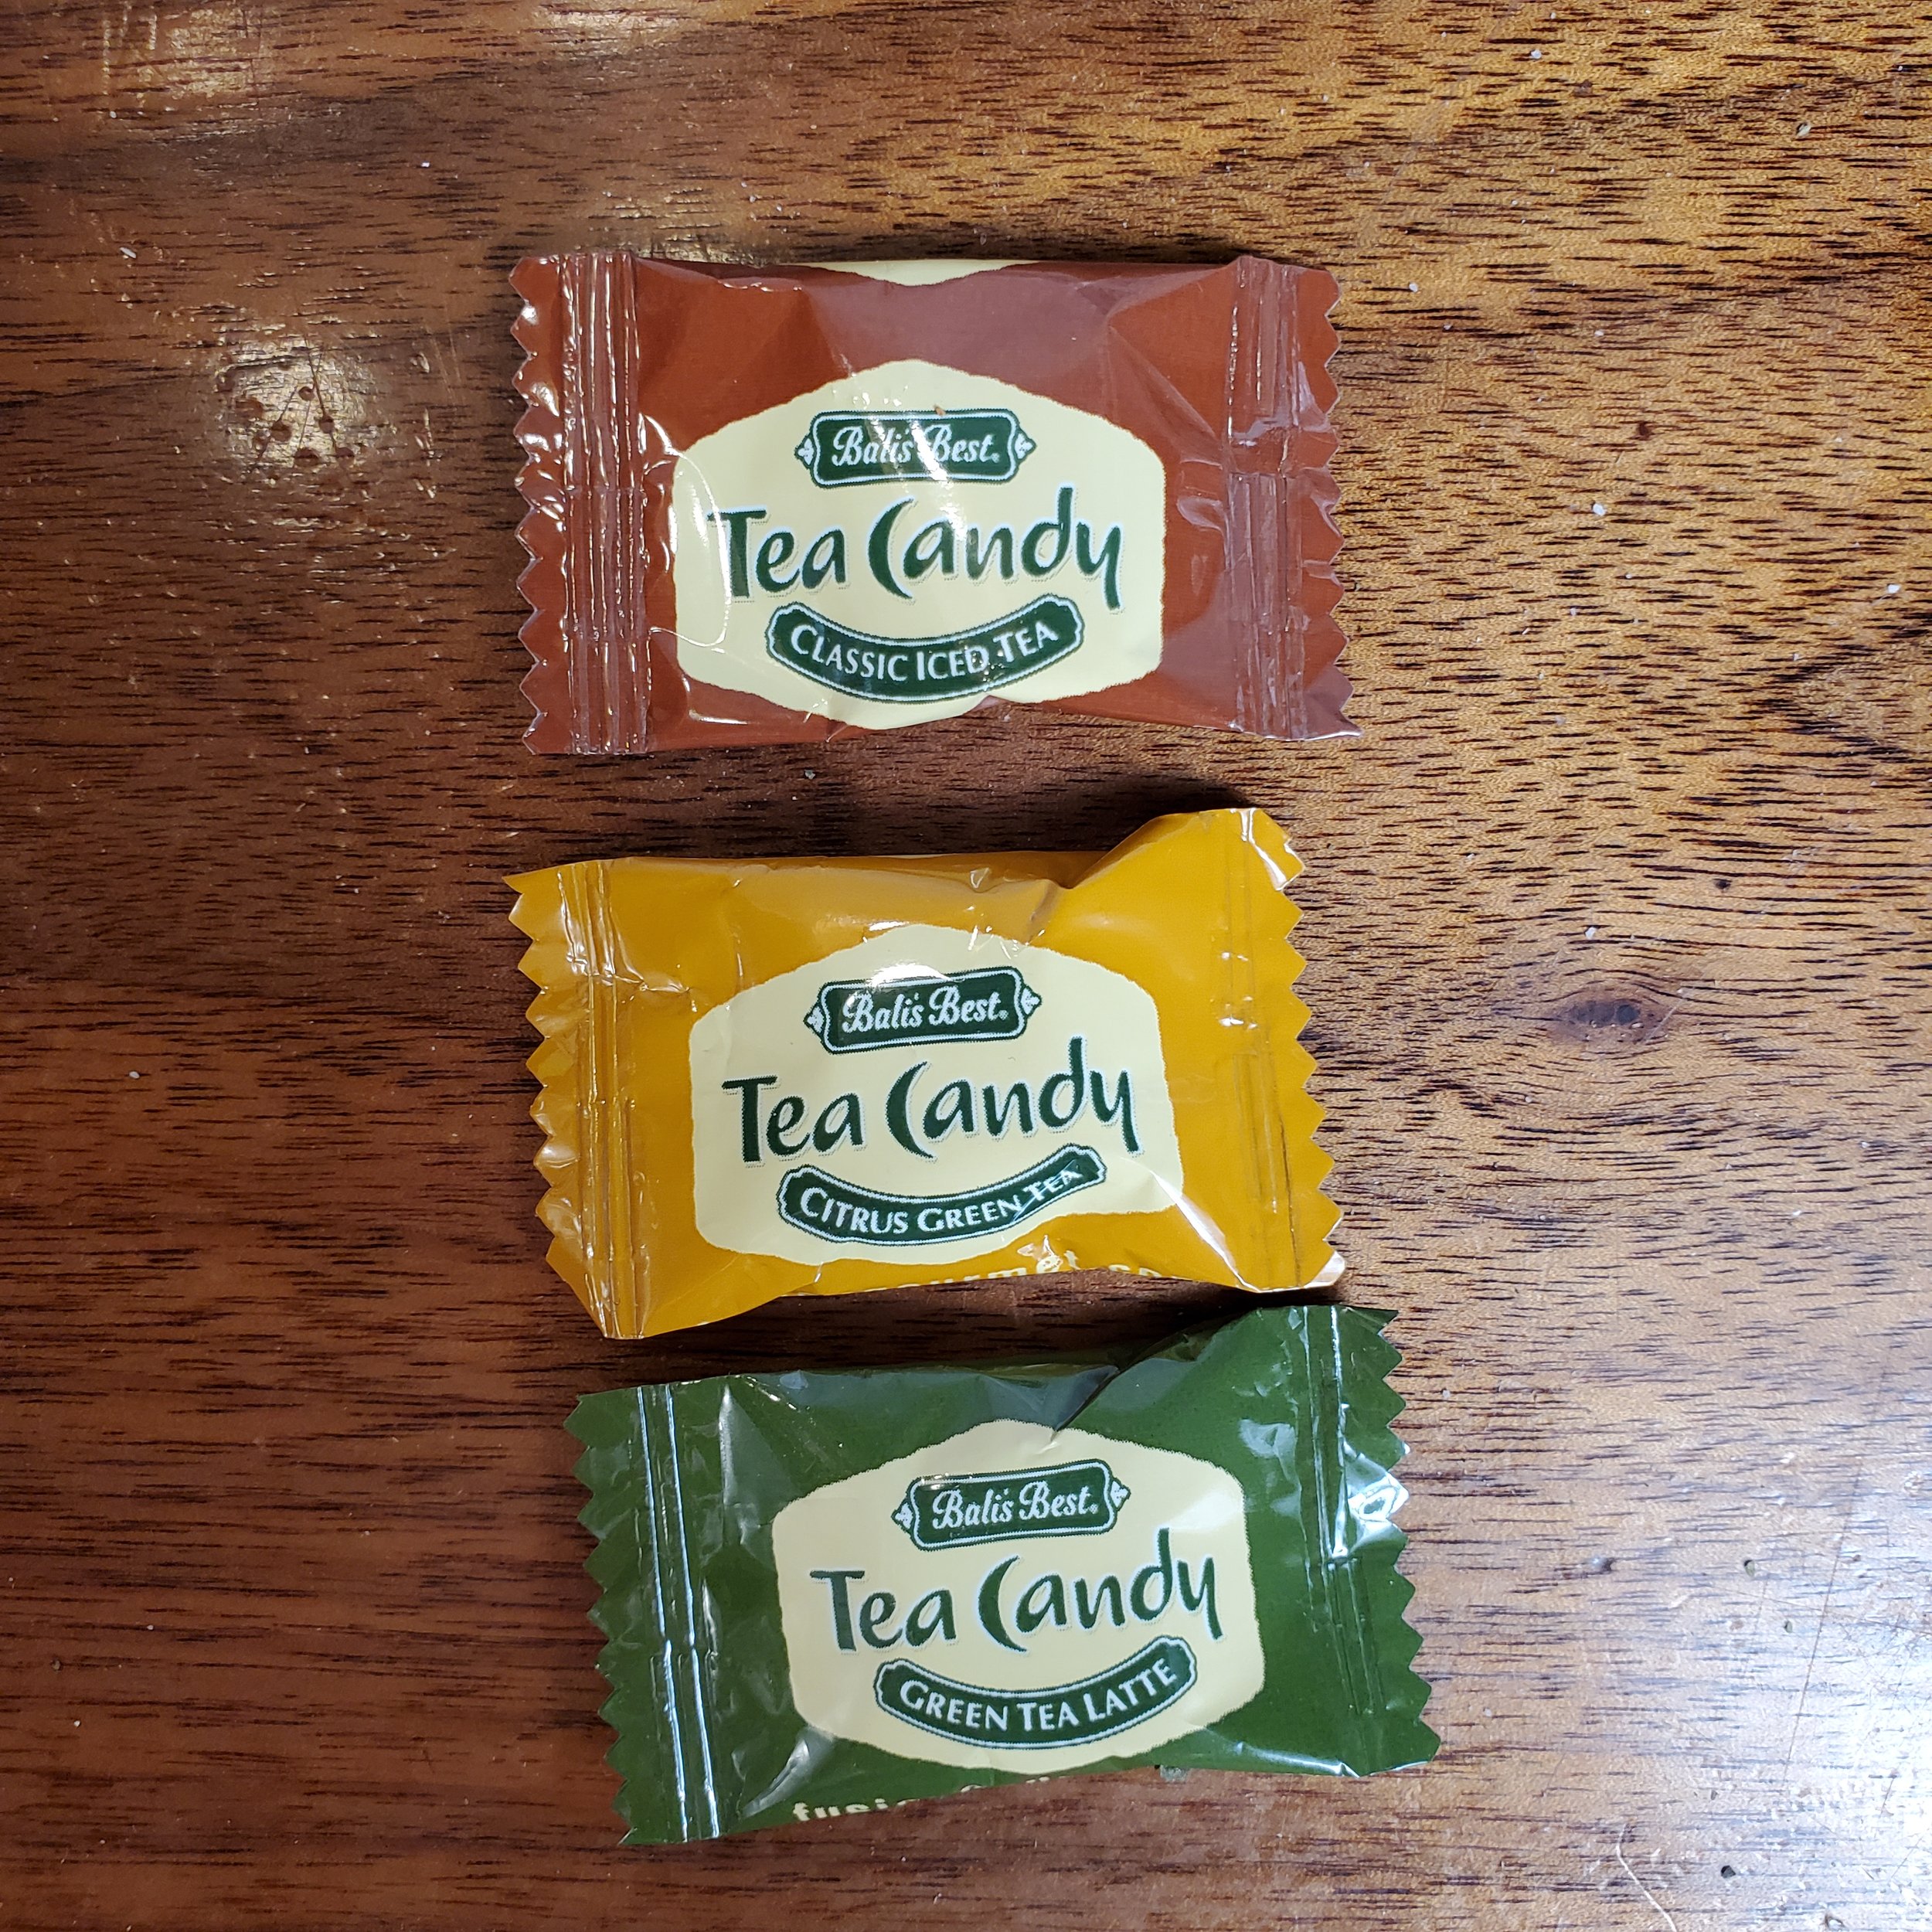 Bali's Best®
Tea Candy
CLASSIC ICED TEA
Bali's Best®
Tea Candy
CITRUS GREEN TEA
Bali's Best®
Tea Candy
GREEN TEA LATTE